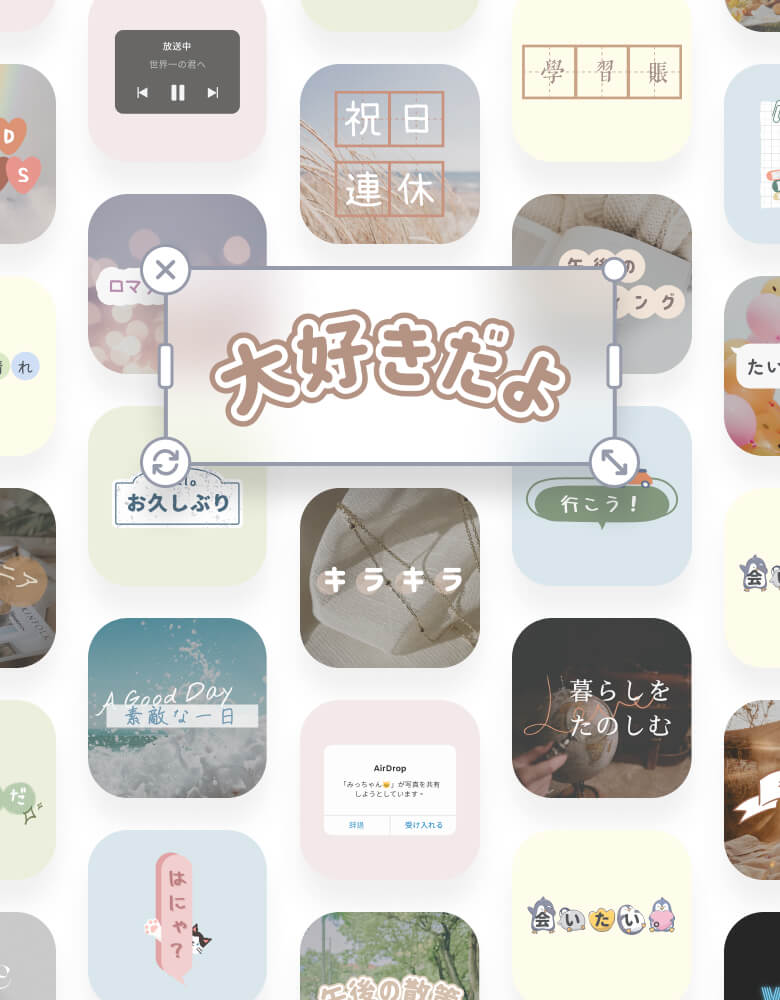 放送中
世界一の君へ
祝日
連休
學習賬
D
S
ロマ
午後の
ィング
大好きだよ
れ
たい
お久しぶり
行こう!
キラキラ
ニア
KINFOLK
A Good Day
素敵な一日
暮らしを
たのしむ
会
だ
AirDrop
「みっちゃん👑」が写真を共有
しようとしています。
辞退
受け入れる
はにゃ?
会いたい
午後の散策